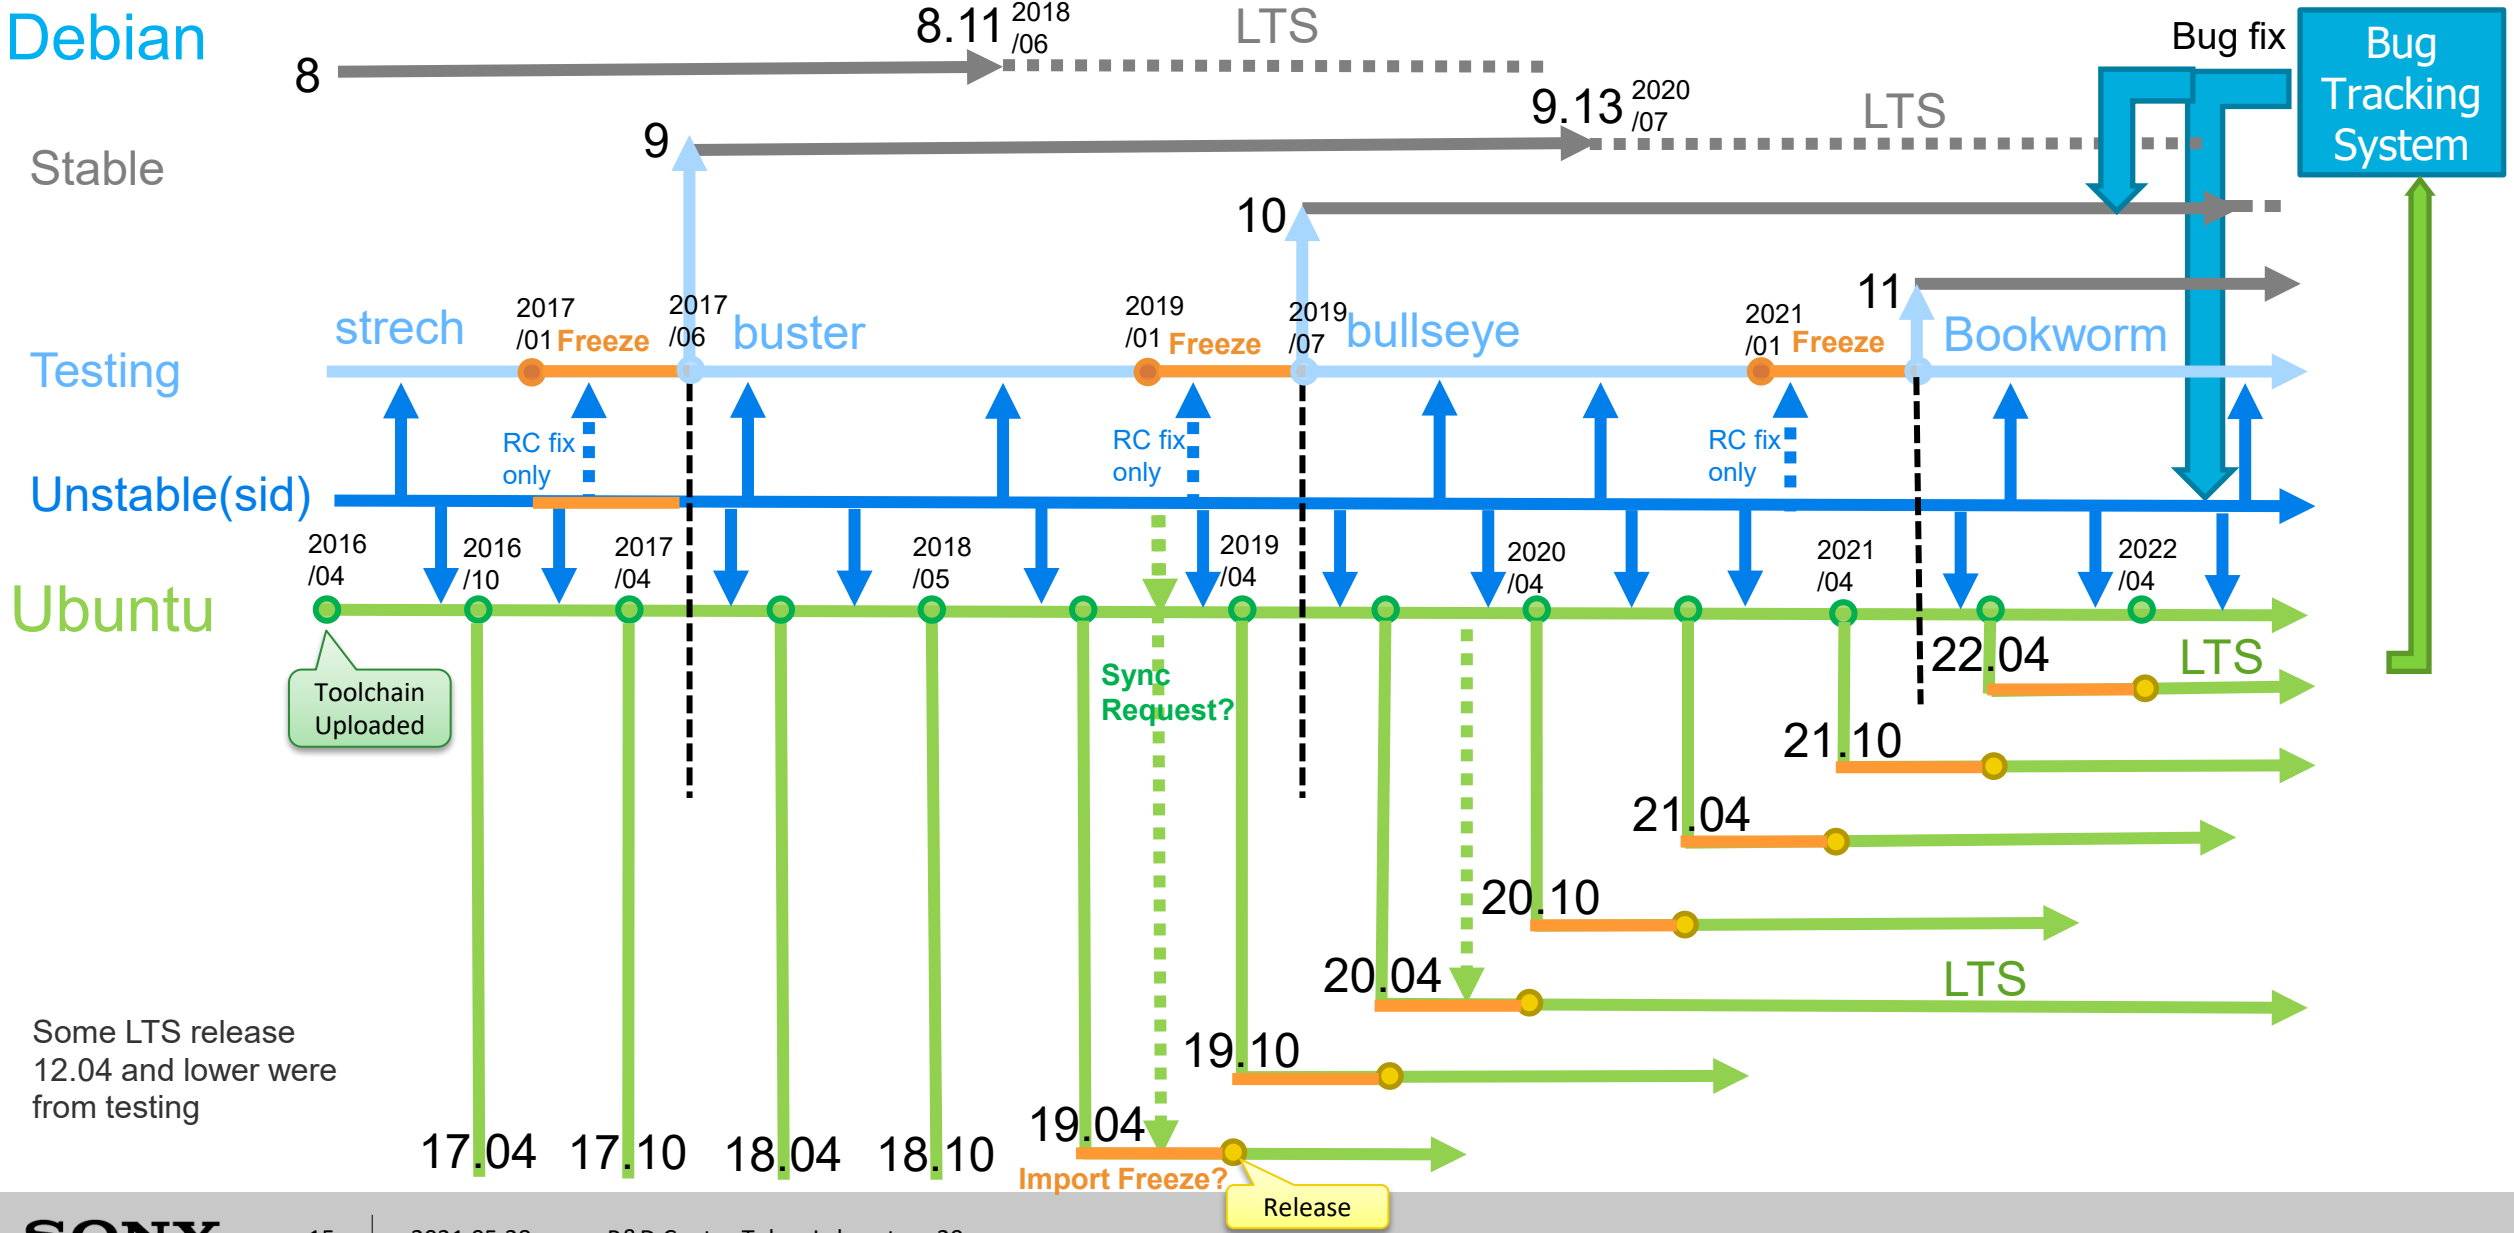 Debian
8.11
2018
/06
LTS
Bug fix
Bug
Tracking
System
8
9.13
2020
/07
LTS
9
Stable
10
11
strech
2017
/01
Freeze
2017
/06
buster
2019
/01
Freeze
2019
/07
bullseye
2021
/01
Freeze
Bookworm
Testing
RC fix
only
RC fix
only
RC fix
only
Unstable(sid)
2016
/04
2016
/10
2017
/04
2018
/05
2019
/04
2020
/04
2021
/04
2022
/04
Ubuntu
Toolchain
Uploaded
Sync
Request?
22.04
LTS
21.10
21.04
20.10
20.04
LTS
19.10
Some LTS release
12.04 and lower were
from testing
17.04
17.10
18.04
18.10
19.04
Import Freeze?
Release
SONY